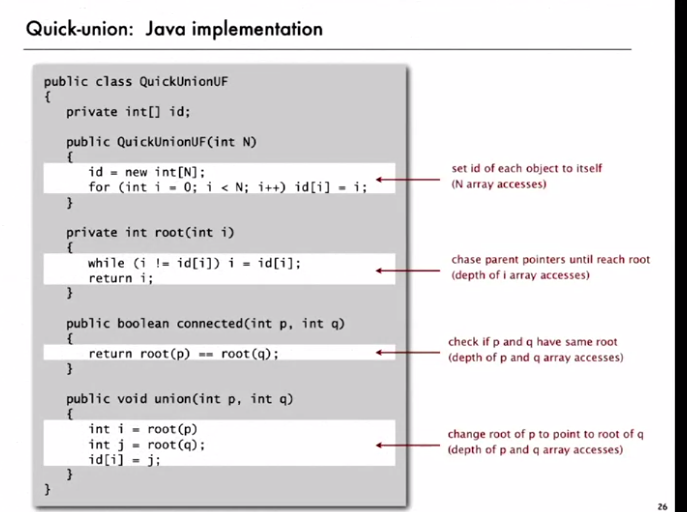 Quick-union: Java implementation
public class QuickUnionUF
{
private int[] id;
public QuickUnionUF(int N)
{
id = new int[N];
for (int i = 0; i < N; i++) id[i] = i;
}
set id of each object to itself
(N array accesses)
private int root(int i)
{
while (i != id[i]) i = id[i];
return i;
}
chase parent pointers until reach root
(depth of i array accesses)
public boolean connected(int p, int q)
{
return root(p) == root(q);
}
check if p and q have same root
(depth of p and q array accesses)
public void union(int p, int q)
{
int i = root(p)
int j = root(q);
id[i] = j;
}
}
change root of p to point to root of q
(depth of p and q array accesses)
26